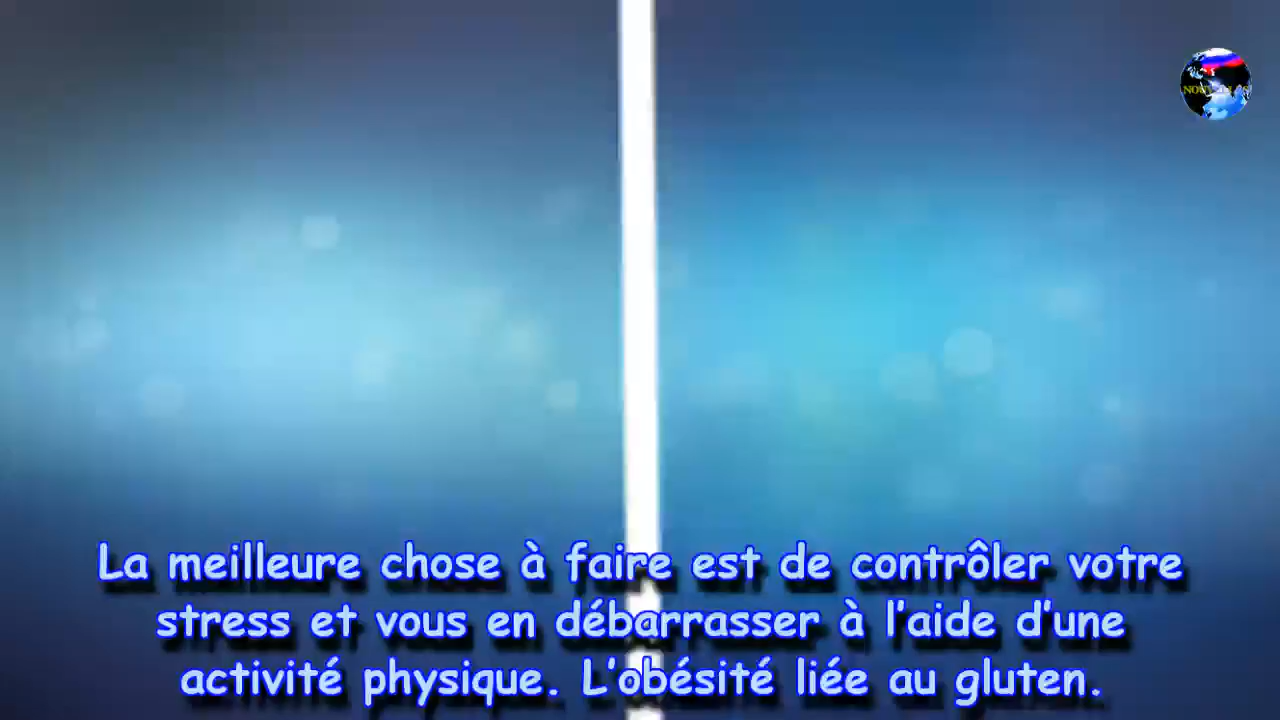 La meilleure chose à faire est de contrôler votre
stress et vous en débarrasser à l'aide d'une
activité physique. L'obésité liée au gluten.